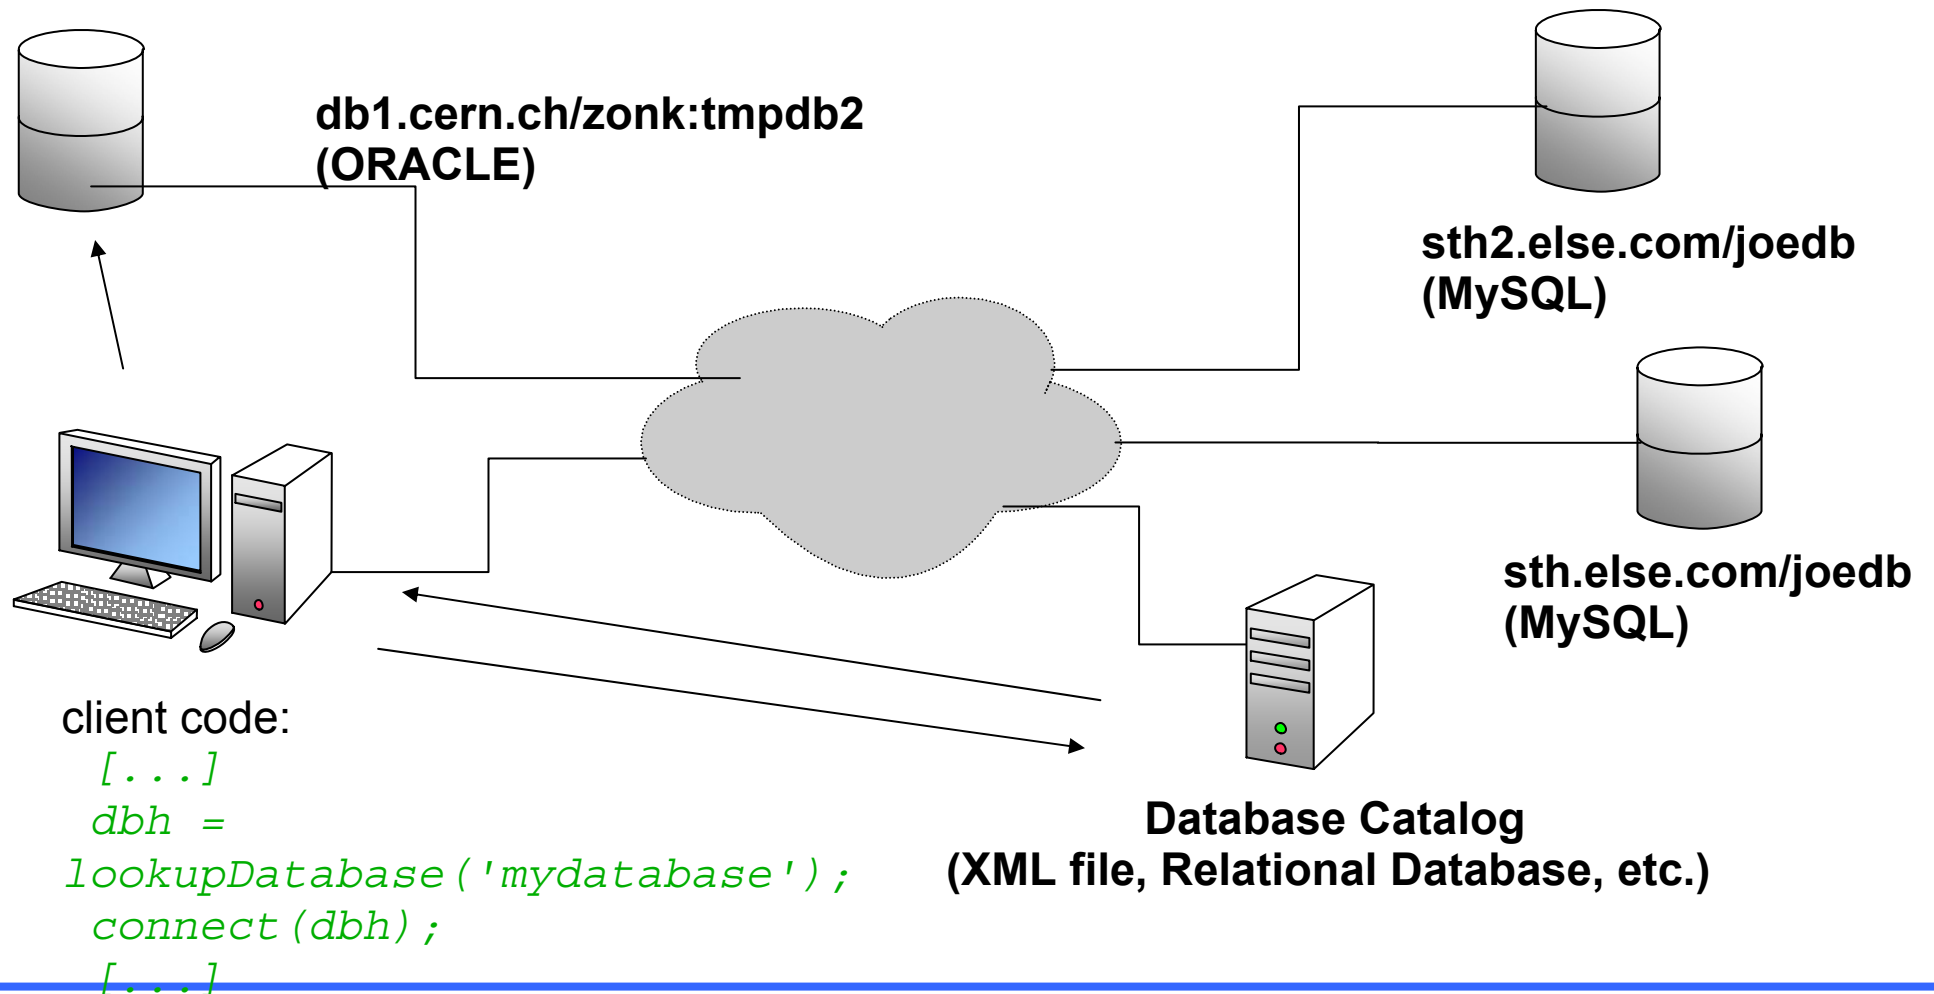 db1.cern.ch/zonk:tmpdb2
(ORACLE)
sth2.else.com/joedb
(MySQL)
sth.else.com/joedb
(MySQL)
client code:
[...]
dbh =
lookupDatabase('mydatabase');
connect(dbh);
[...]
Database Catalog
(XML file, Relational Database, etc.)